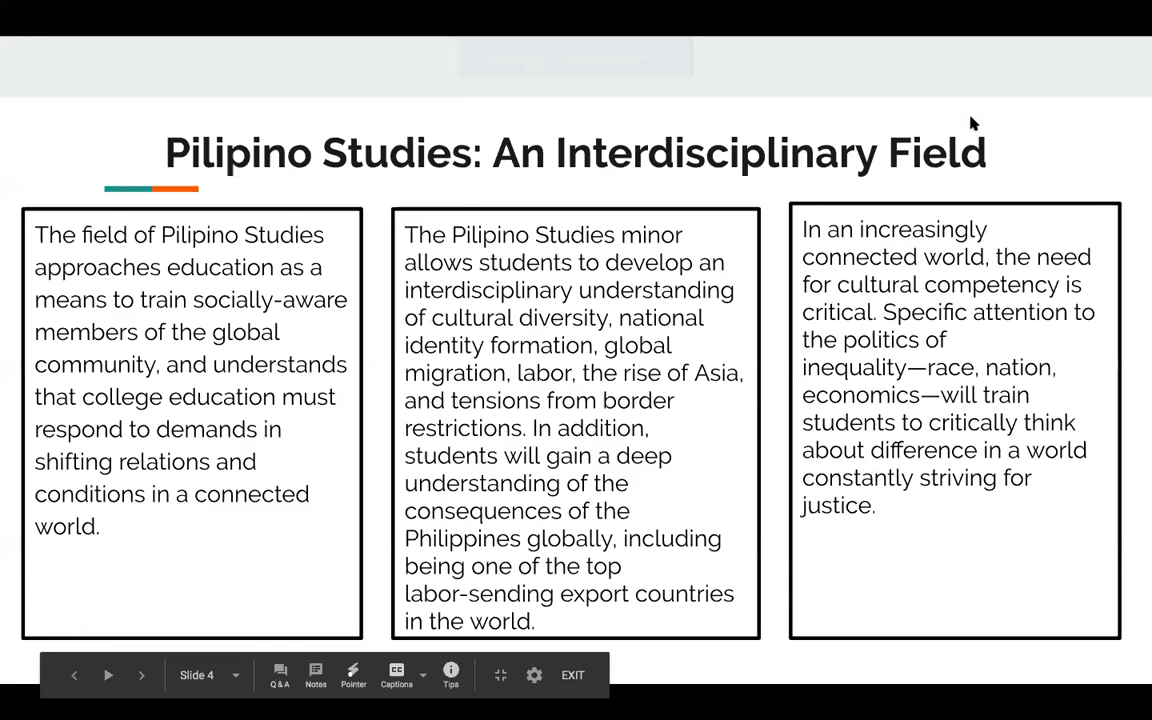 Pilipino Studies: An Interdisciplinary Field
The field of Pilipino Studies
approaches education as a
means to train socially-aware
members of the global
community, and understands
that college education must
respond to demands in
shifting relations and
conditions in a connected
world.
The Pilipino Studies minor
allows students to develop an
interdisciplinary understanding
of cultural diversity, national
identity formation, global
migration, labor, the rise of Asia,
and tensions from border
restrictions. In addition,
students will gain a deep
understanding of the
consequences of the
Philippines globally, including
being one of the top
labor-sending export countries
in the world.
In an increasingly
connected world, the need
for cultural competency is
critical. Specific attention to
the politics of
inequality—race, nation,
economics—will train
students to critically think
about difference in a world
constantly striving for
justice.
Slide 4
Q&A
Notes
Pointer
CC
Captions
Tips
EXIT